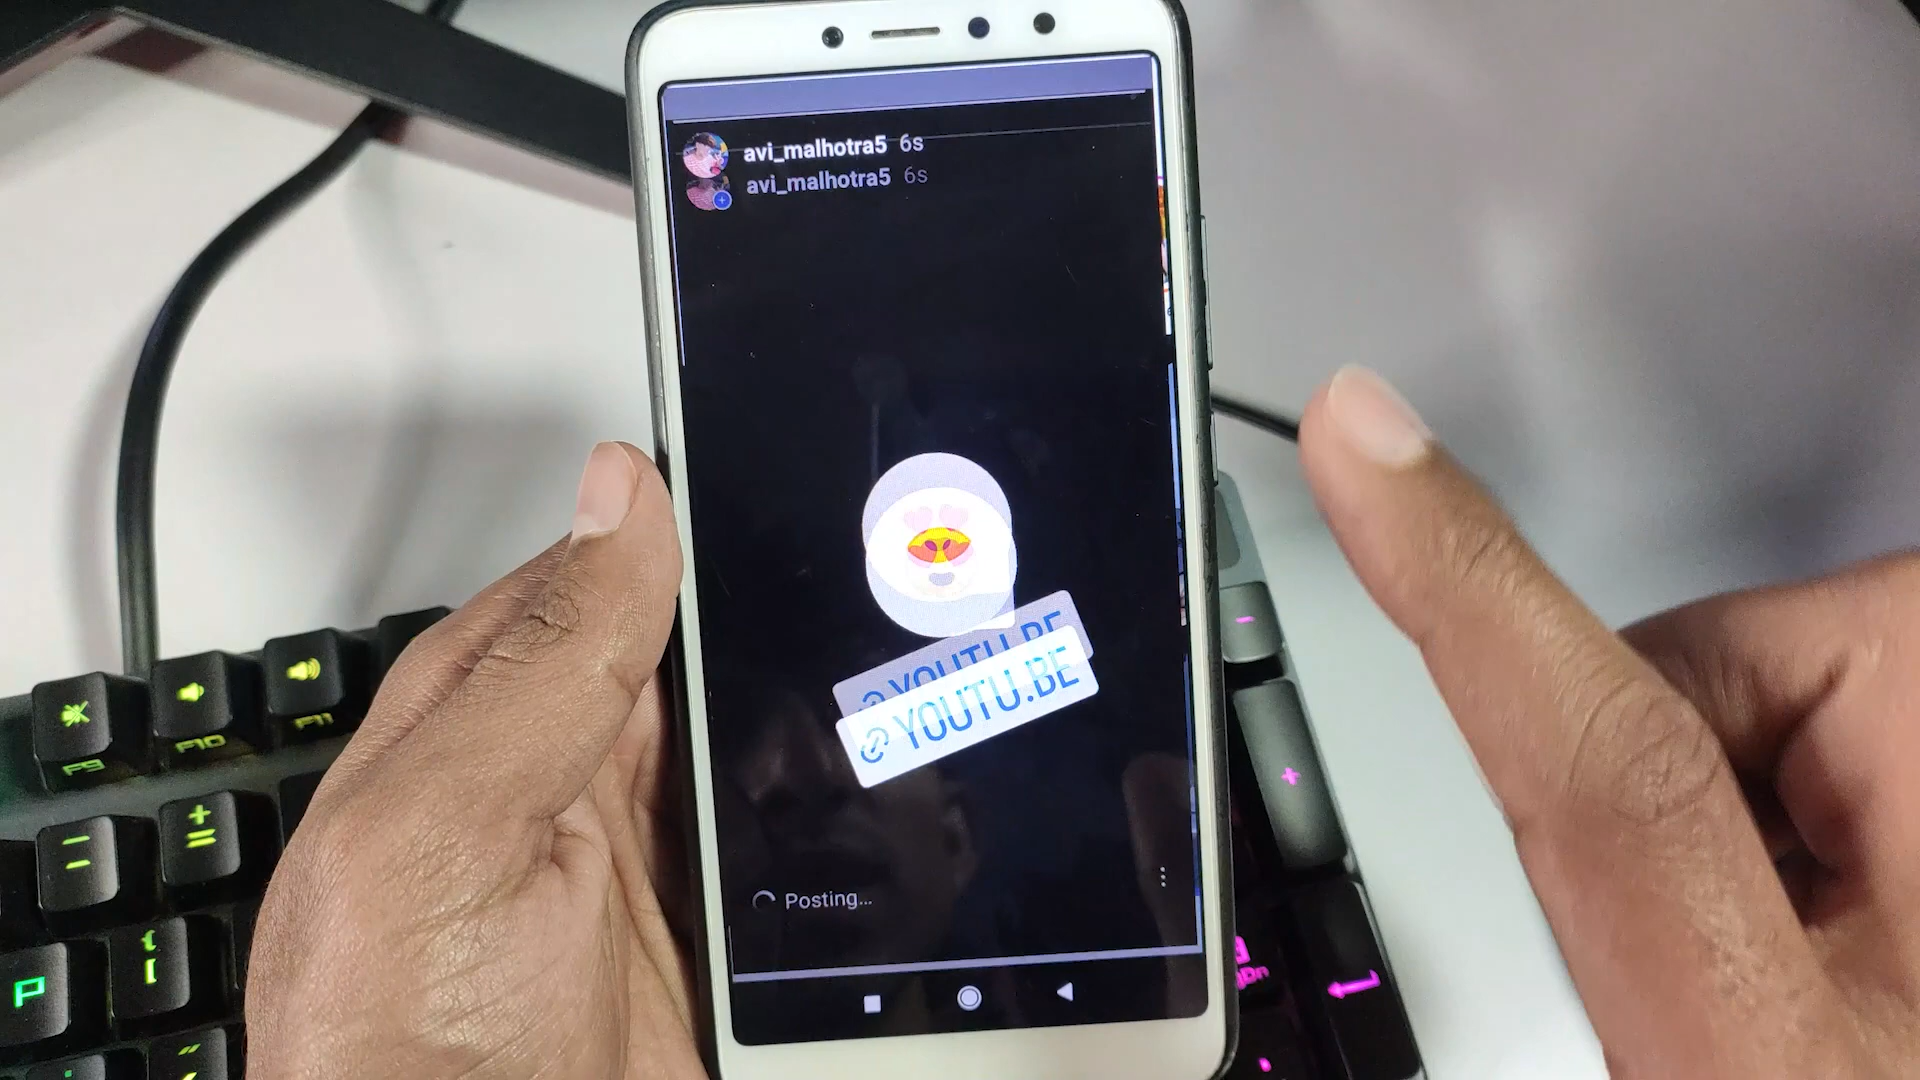 avi_malhotra5 6s
avi_malhotra5 6s
YOUTU.BE
YOUTU.BE
Posting...
F9
F10
F11
-
-
+
=
{
[
P
-
+